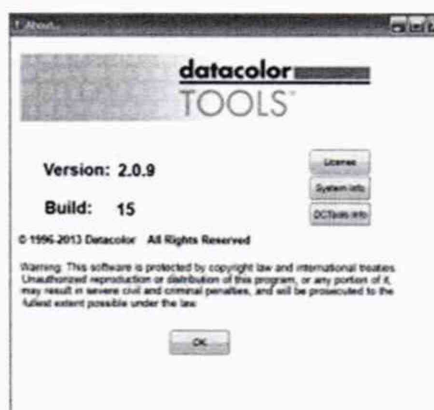 About...
datacolor
TOOLS™
Version: 2.0.9
License
System Info
Build: 15
DCTools Info
© 1996-2013 Datacolor All Rights Reserved
Warning: This software is protected by copyright law and international treaties.
Unauthorized reproduction or distribution of this program, or any portion of it,
may result in severe civil and criminal penalties, and will be prosecuted to the
fullest extent possible under the law.
OK